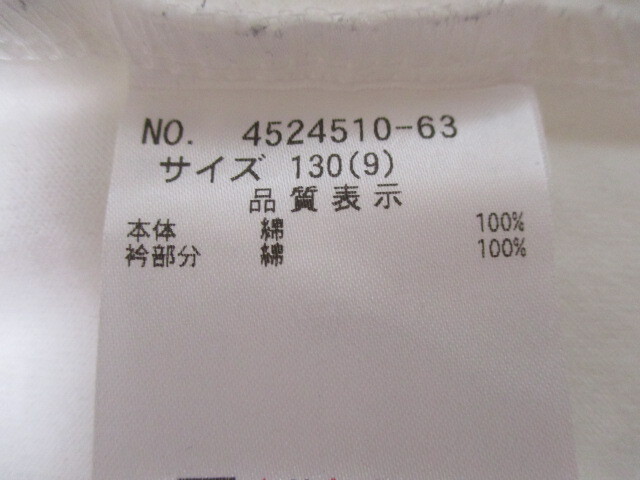 NO. 4524510-63
サイズ 130(9)
品質表示
本体 綿 100%
衿部分 綿 100%